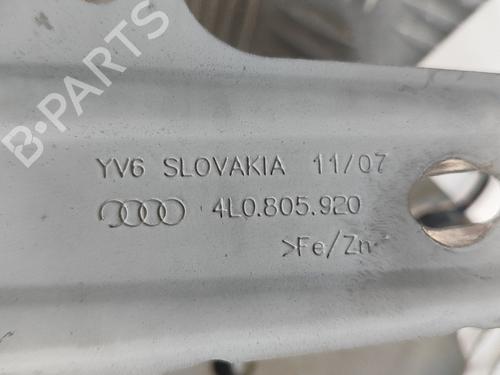 B-PARTS
YV6 SLOVAKIA 11/07
4L0.805.920
>Fe/Zn<